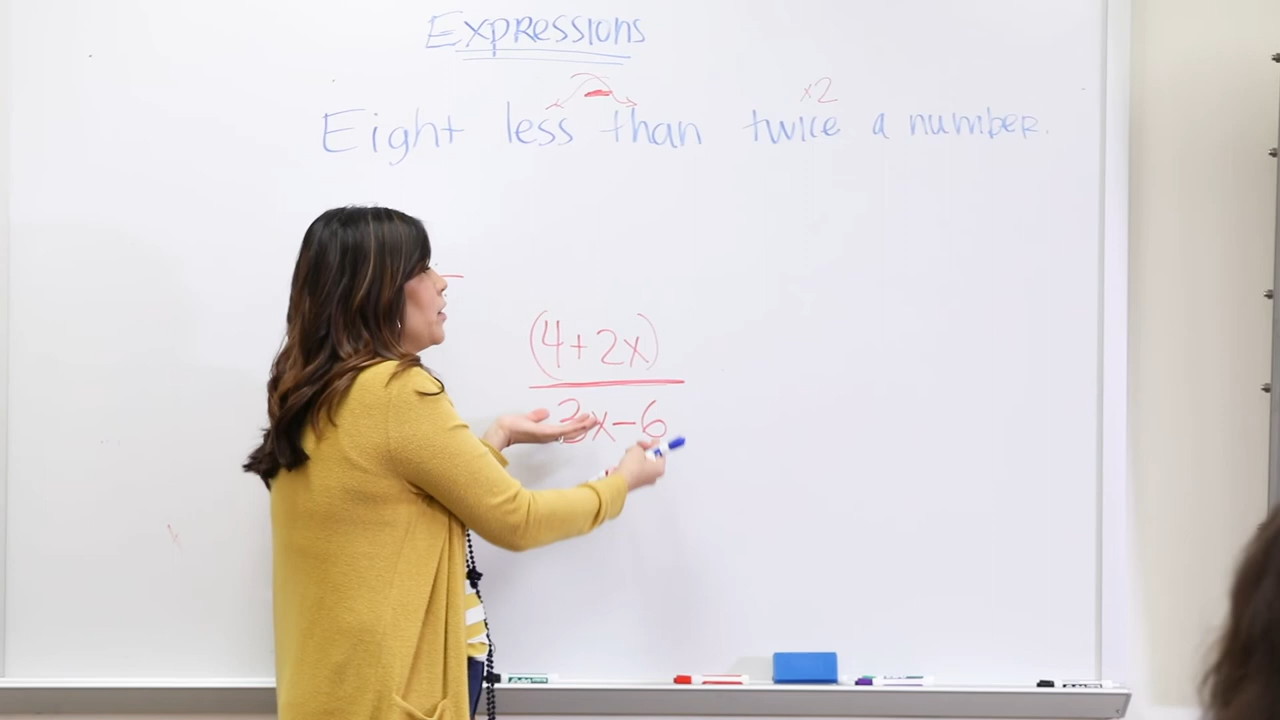 Expressions
×2
Eight less than twice a number.
(4+2x)
3x-6